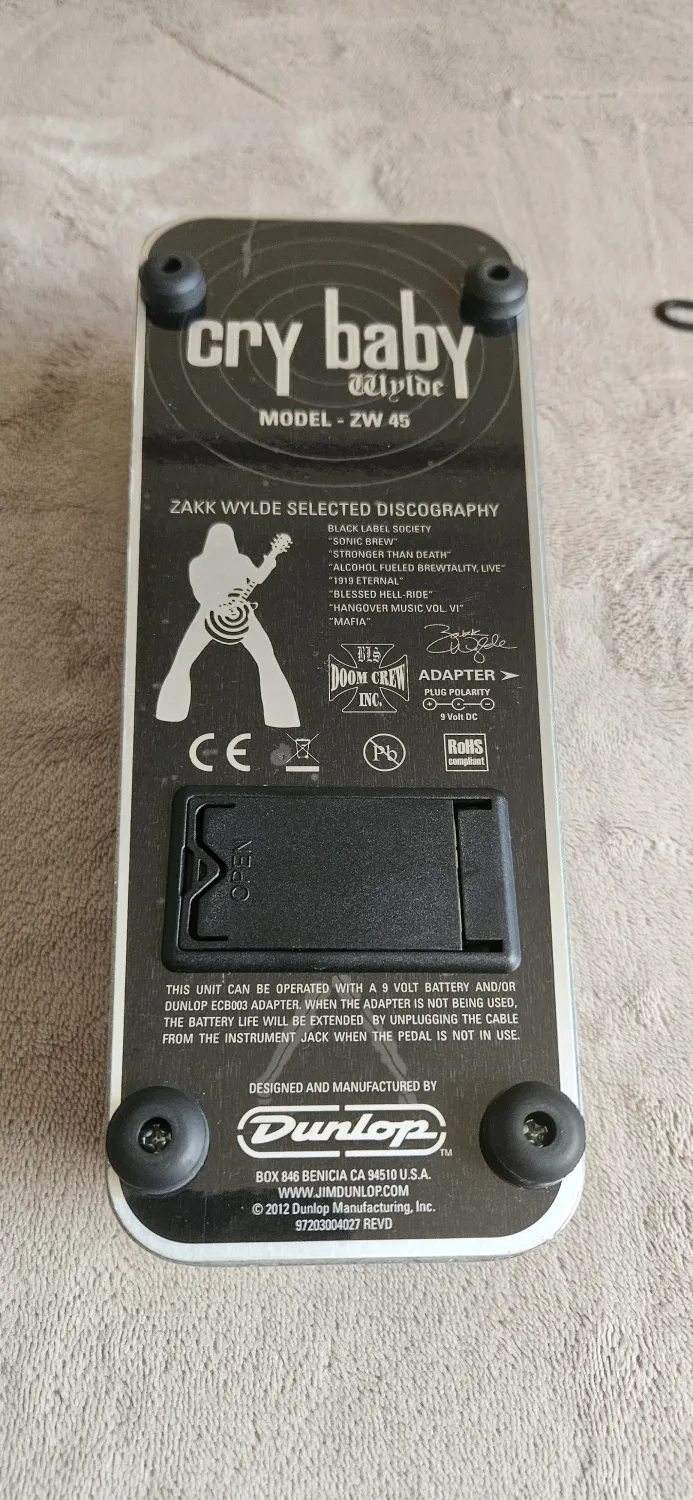 cry baby
Wylde
MODEL - ZW 45
ZAKK WYLDE SELECTED DISCOGRAPHY
BLACK LABEL SOCIETY
"SONIC BREW"
"STRONGER THAN DEATH"
"ALCOHOL FUELED BREWTALITY, LIVE"
"1919 ETERNAL"
"BLESSED HELL-RIDE"
"HANGOVER MUSIC VOL. VI"
"MAFIA"
Zakk Wylde
BLS
DOOM CREW
INC.
ADAPTER
PLUG POLARITY
9 Volt DC
CE
Pb
RoHS
compliant
OPEN
THIS UNIT CAN BE OPERATED WITH A 9 VOLT BATTERY AND/OR
DUNLOP ECB003 ADAPTER. WHEN THE ADAPTER IS NOT BEING USED,
THE BATTERY LIFE WILL BE EXTENDED BY UNPLUGGING THE CABLE
FROM THE INSTRUMENT JACK WHEN THE PEDAL IS NOT IN USE.
DESIGNED AND MANUFACTURED BY
Dunlop TM
BOX 846 BENICIA CA 94510 U.S.A.
WWW.JIMDUNLOP.COM
© 2012 Dunlop Manufacturing, Inc.
97203004027 REVD